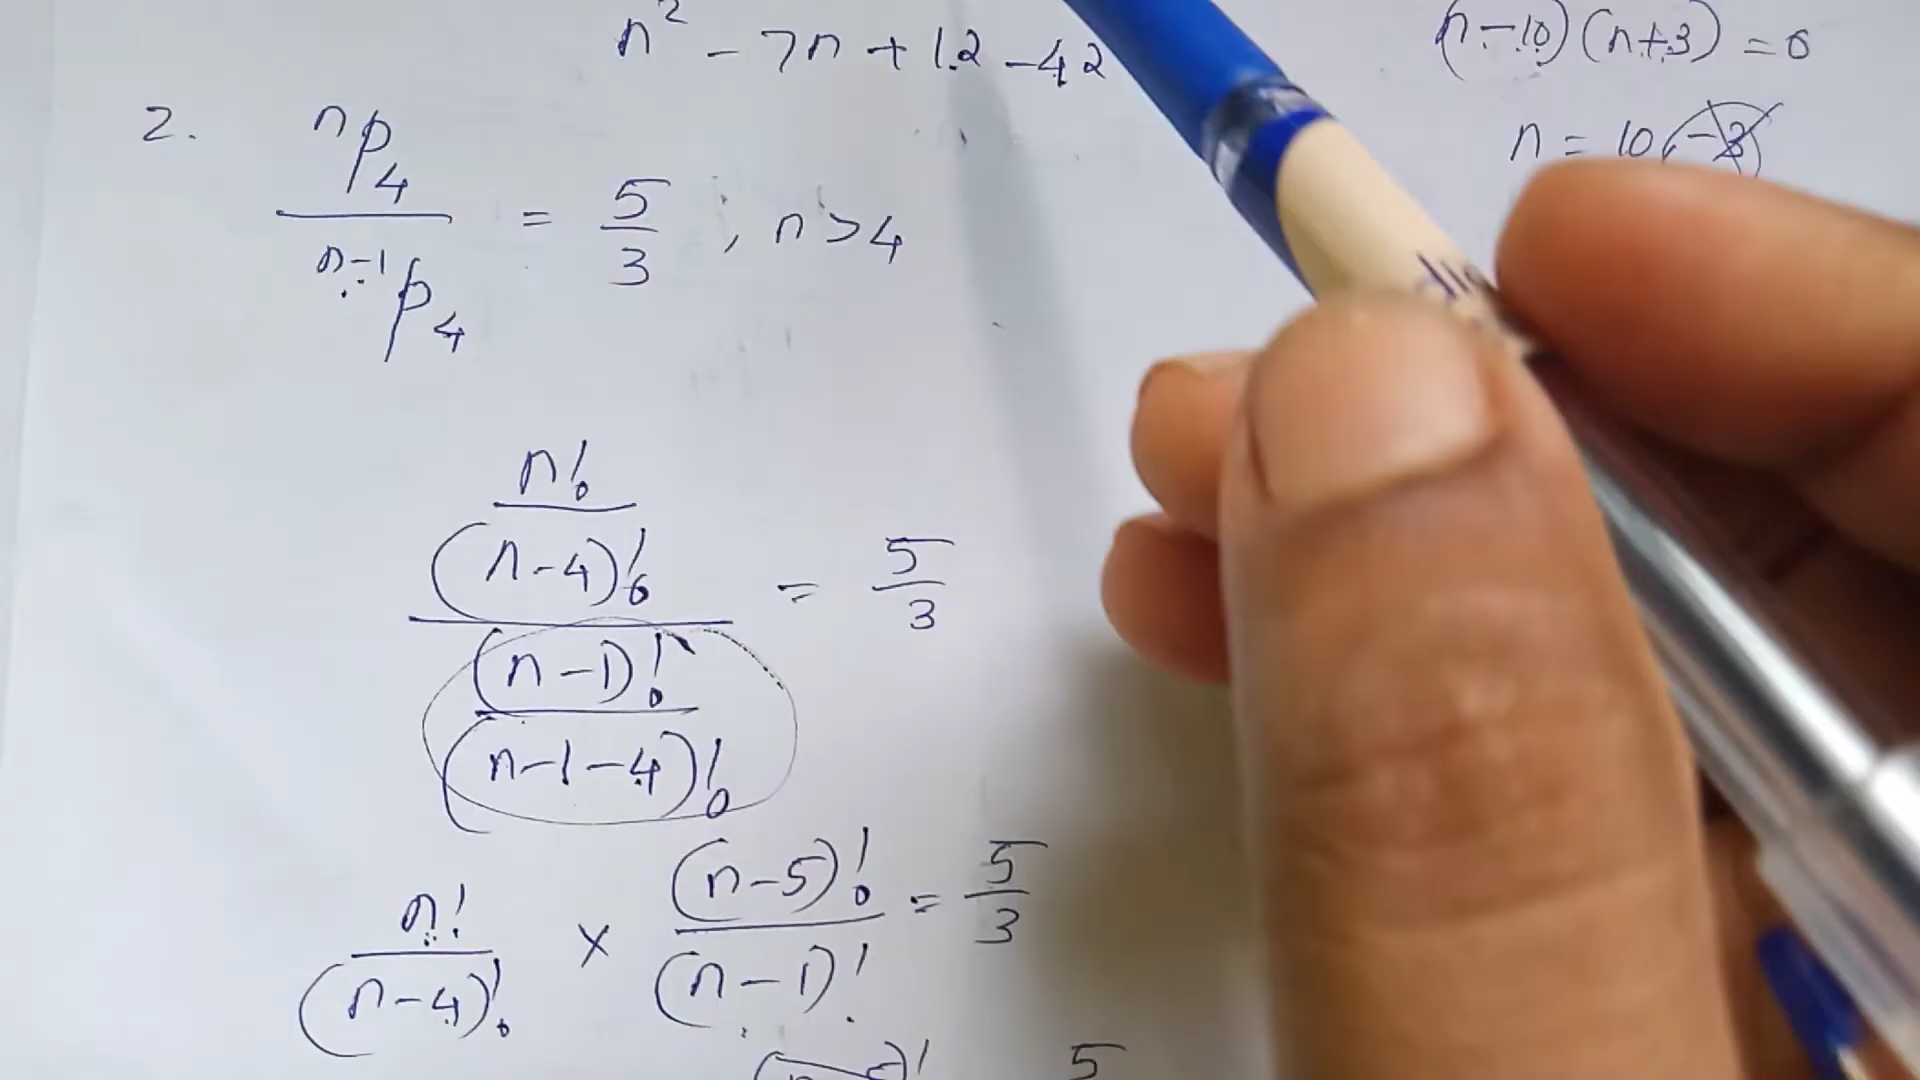 n² - 7n + 12 - 42
(n-10)(n+3) = 0
n = 10,
2. ⁿP₄ / ⁿ⁻¹P₄ = 5/3 , n > 4
n! / (n-4)! / (n-1)! / (n-1-4)! = 5/3
n! / (n-4)! × (n-5)! / (n-1)! = 5/3
5